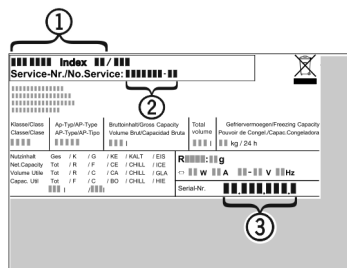 1
Index /
Service-Nr./No.Service: -
2
Klasse/Class
Classe/Clase
Ap-Typ/AP-Type
AP-Type/AP-Tipo
Bruttoinhalt/Gross Capacity
Volume Brut/Capacidad Bruta
l
Total
volume
l
Gefriervermoegen/Freezing Capacity
Pouvoir de Congel./Capac.Congeladora
kg / 24 h
Nutzinhalt Ges / K / G / KE / KALT / EIS
Net Capacity Tot / R / F / CE / CHILL / ICE
Volume Utile Tot / R / C / CA / CHILL / GLA
Capac. Util Tot / F / C / BO / CHILL / HIE
l / l
R : g
W A - V Hz
Serial-Nr. . . .
3